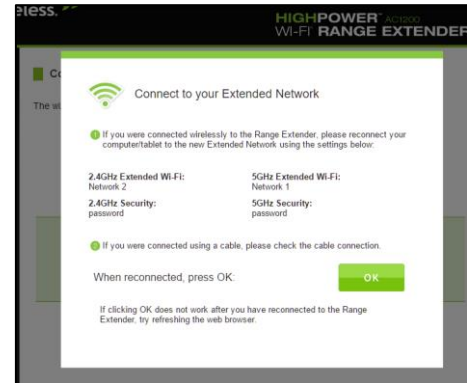 HIGHPOWER AC1200
WI-FI RANGE EXTENDER
Connect to your Extended Network
If you were connected wirelessly to the Range Extender, please reconnect your
computer/tablet to the new Extended Network using the settings below:
2.4GHz Extended Wi-Fi:
Network 2
5GHz Extended Wi-Fi:
Network 1
2.4GHz Security:
password
5GHz Security:
password
If you were connected using a cable, please check the cable connection.
When reconnected, press OK:
OK
If clicking OK does not work after you have reconnected to the Range
Extender, try refreshing the web browser.